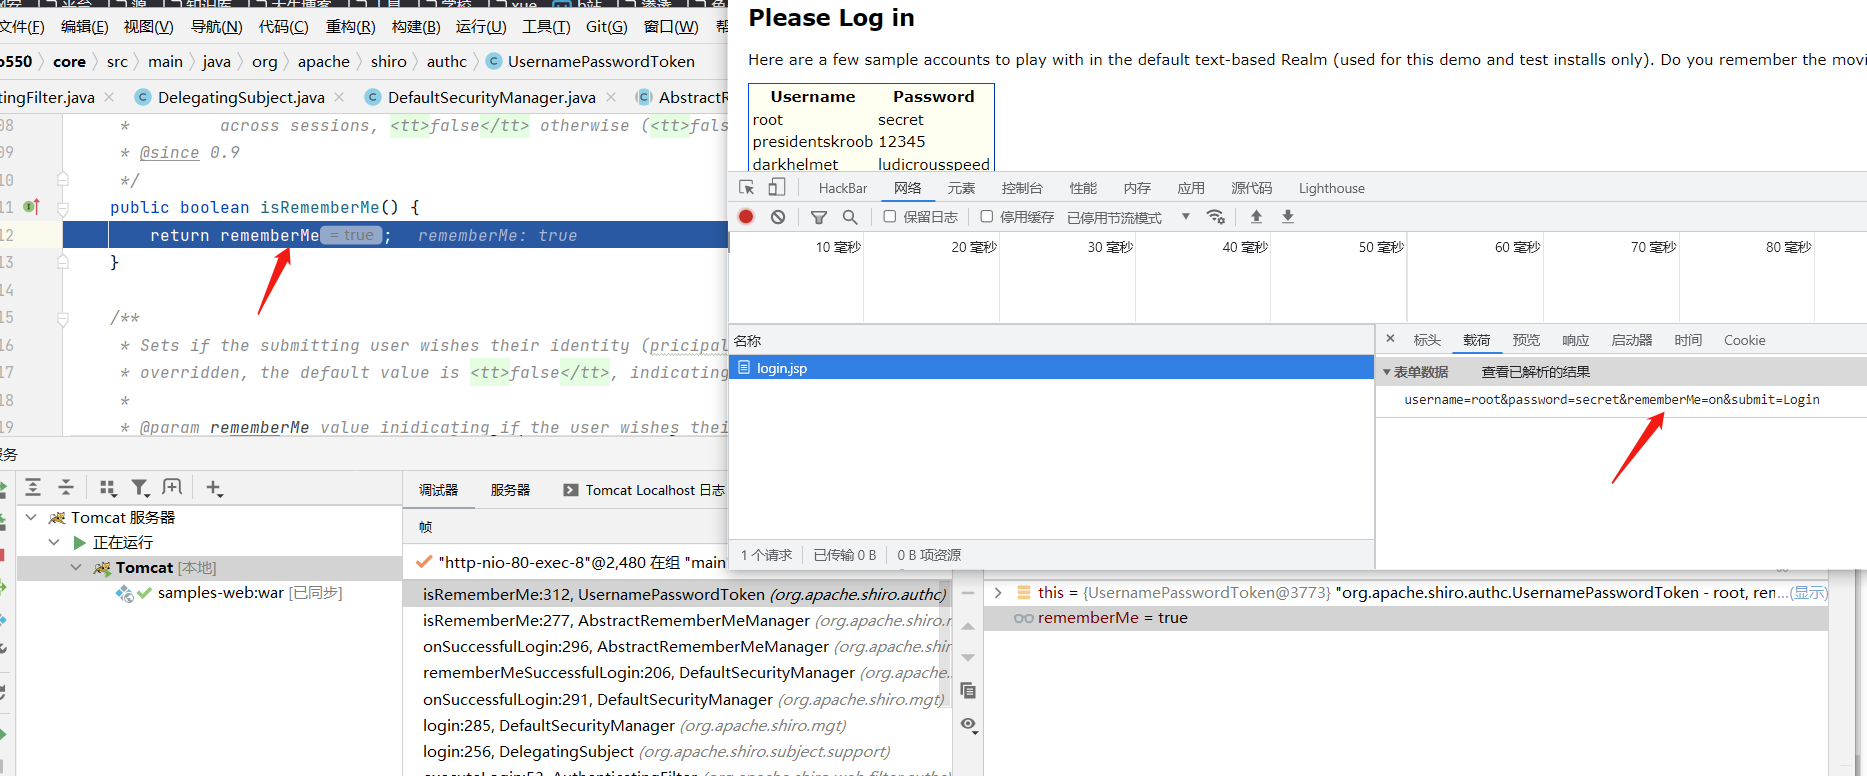 文件(F) 编辑(E) 视图(V) 导航(N) 代码(C) 重构(R) 构建(B) 运行(U) 工具(T) Git(G) 窗口(W)
550 core src main java org apache shiro authc UsernamePasswordToken
tingFilter.java DelegatingSubject.java DefaultSecurityManager.java AbstractR
08 * across sessions, <tt>false</tt> otherwise (<tt>fals
09 * @since 0.9
10 */
11 public boolean isRememberMe() {
12 return rememberMe = true ; rememberMe: true
13 }
14
15 /**
16 * Sets if the submitting user wishes their identity (pricipal
17 * overridden, the default value is <tt>false</tt>, indicating
18 *
19 * @param rememberMe value inidicating if the user wishes thei
服务
Tomcat 服务器
正在运行
Tomcat [本地]
samples-web:war [已同步]
调试器 服务器 Tomcat Localhost 日志
帧
"http-nio-80-exec-8"@2,480 在组 "main
isRememberMe:312, UsernamePasswordToken (org.apache.shiro.authc)
isRememberMe:277, AbstractRememberMeManager (org.apache.shiro.m
onSuccessfulLogin:296, AbstractRememberMeManager (org.apache.shir
rememberMeSuccessfulLogin:206, DefaultSecurityManager (org.apache.
onSuccessfulLogin:291, DefaultSecurityManager (org.apache.shiro.mgt)
login:285, DefaultSecurityManager (org.apache.shiro.mgt)
login:256, DelegatingSubject (org.apache.shiro.subject.support)
executeLogin:53, AuthenticatingFilter (org.apache.shiro.web.filter.authc)
this = {UsernamePasswordToken@3773} "org.apache.shiro.authc.UsernamePasswordToken - root, rem ...(显示)
rememberMe = true
Please Log in
Here are a few sample accounts to play with in the default text-based Realm (used for this demo and test installs only). Do you remember the movi
Username Password
root secret
presidentskroob 12345
darkhelmet ludicrousspeed
HackBar 网络 元素 控制台 性能 内存 应用 源代码 Lighthouse
保留日志 停用缓存 已停用节流模式
10 毫秒 20 毫秒 30 毫秒 40 毫秒 50 毫秒 60 毫秒 70 毫秒 80 毫秒
名称
login.jsp
1 个请求 已传输 0 B 0 B 项资源
× 标头 载荷 预览 响应 启动器 时间 Cookie
表单数据 查看已解析的结果
username=root&password=secret&rememberMe=on&submit=Login